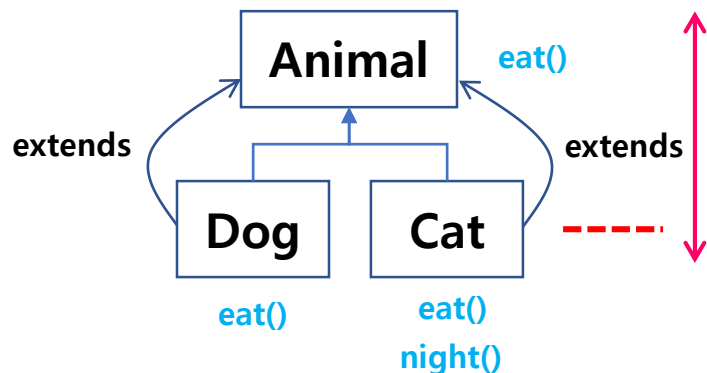 Animal
eat()
extends
extends
Dog
Cat
eat()
eat()
night()